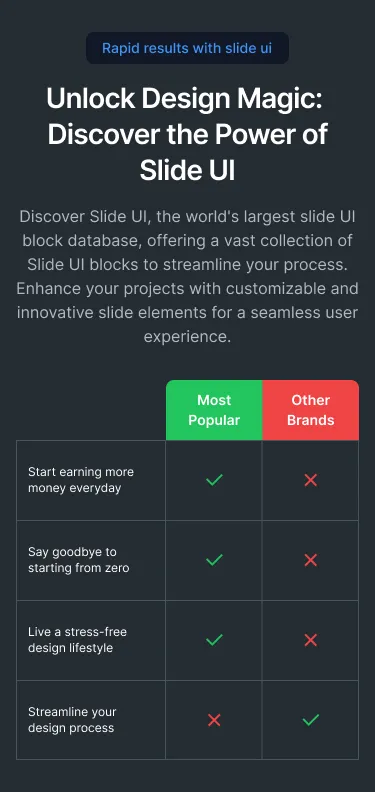 Rapid results with slide ui
Unlock Design Magic:
Discover the Power of
Slide UI
Discover Slide UI, the world's largest slide UI
block database, offering a vast collection of
Slide UI blocks to streamline your process.
Enhance your projects with customizable and
innovative slide elements for a seamless user
experience.
Most
Popular
Other
Brands
Start earning more
money everyday
Say goodbye to
starting from zero
Live a stress-free
design lifestyle
Streamline your
design process